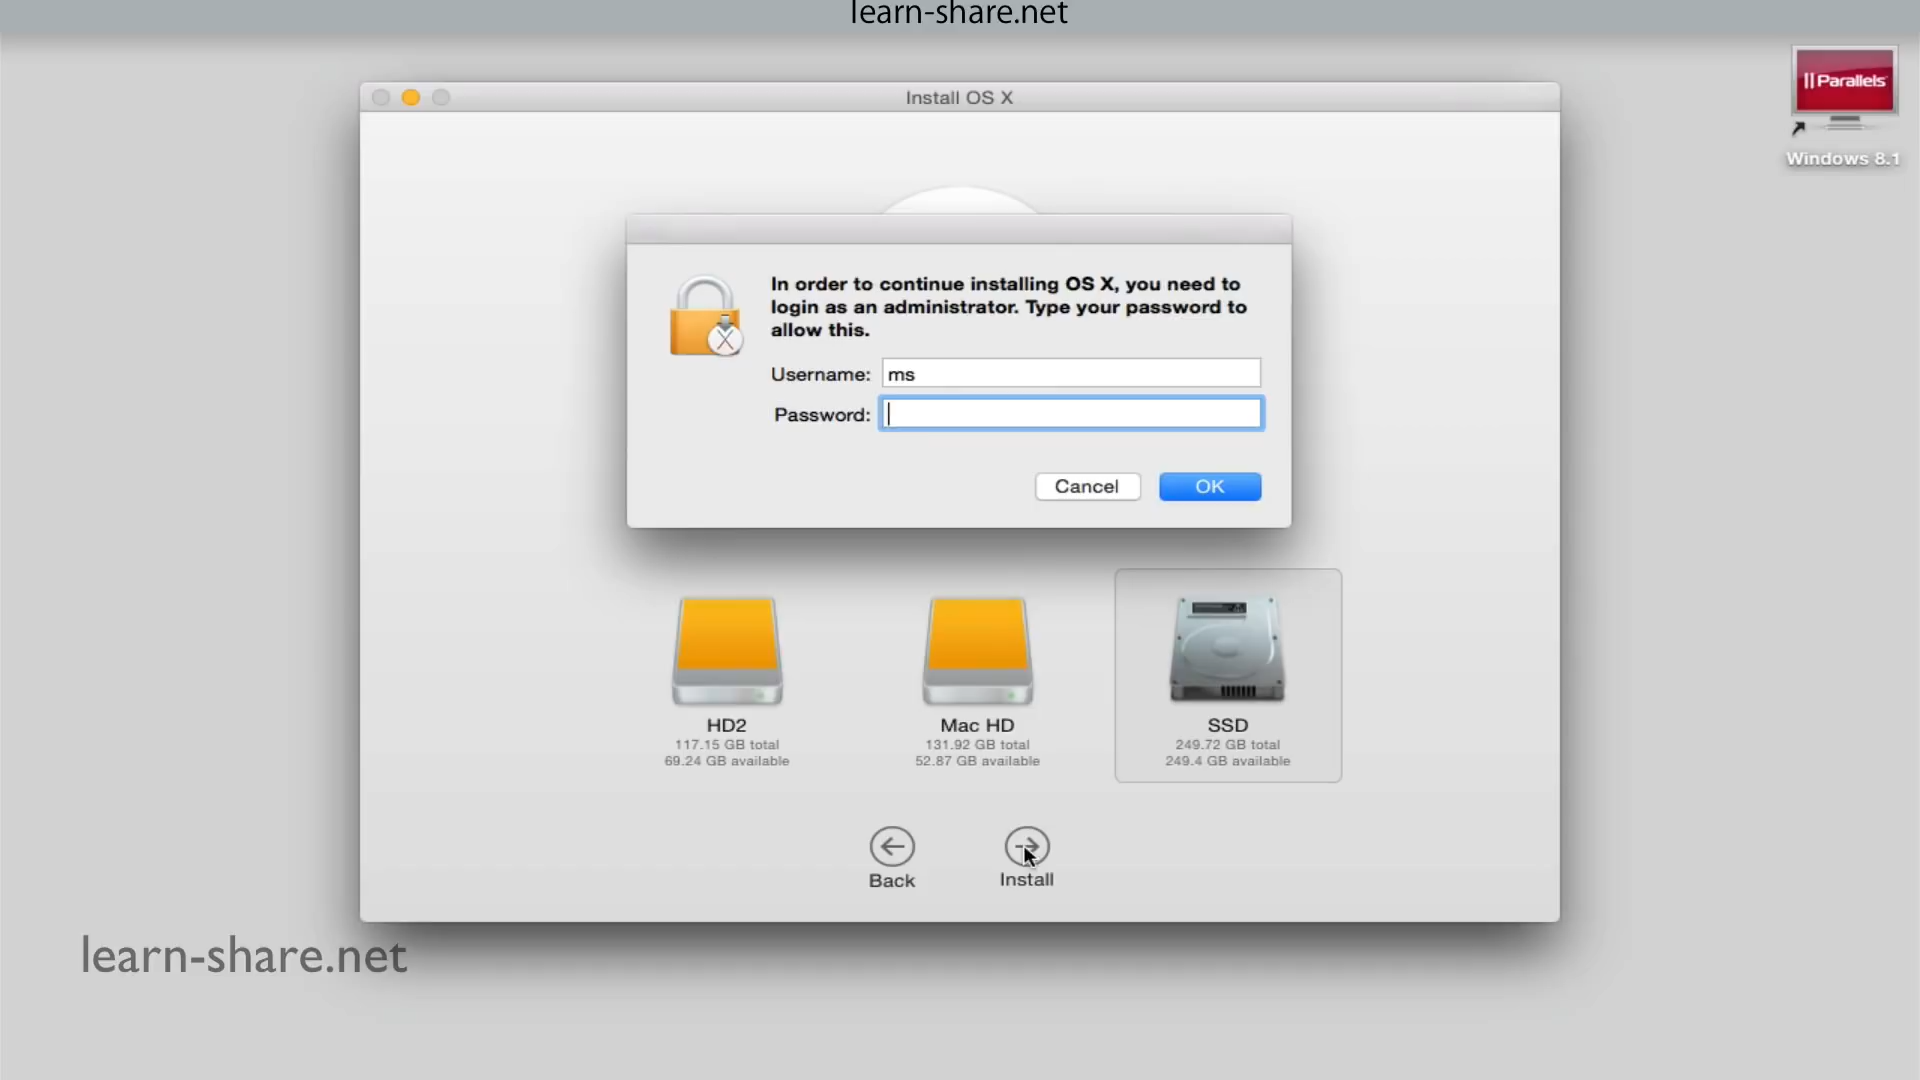 learn-share.net
Install OS X
Parallels
Windows 8.1
In order to continue installing OS X, you need to
login as an administrator. Type your password to
allow this.
Username: ms
Password:
Cancel OK
HD2 Mac HD SSD
117.15 GB total 131.92 GB total 249.72 GB total
69.24 GB available 52.87 GB available 249.4 GB available
Back Install
learn-share.net